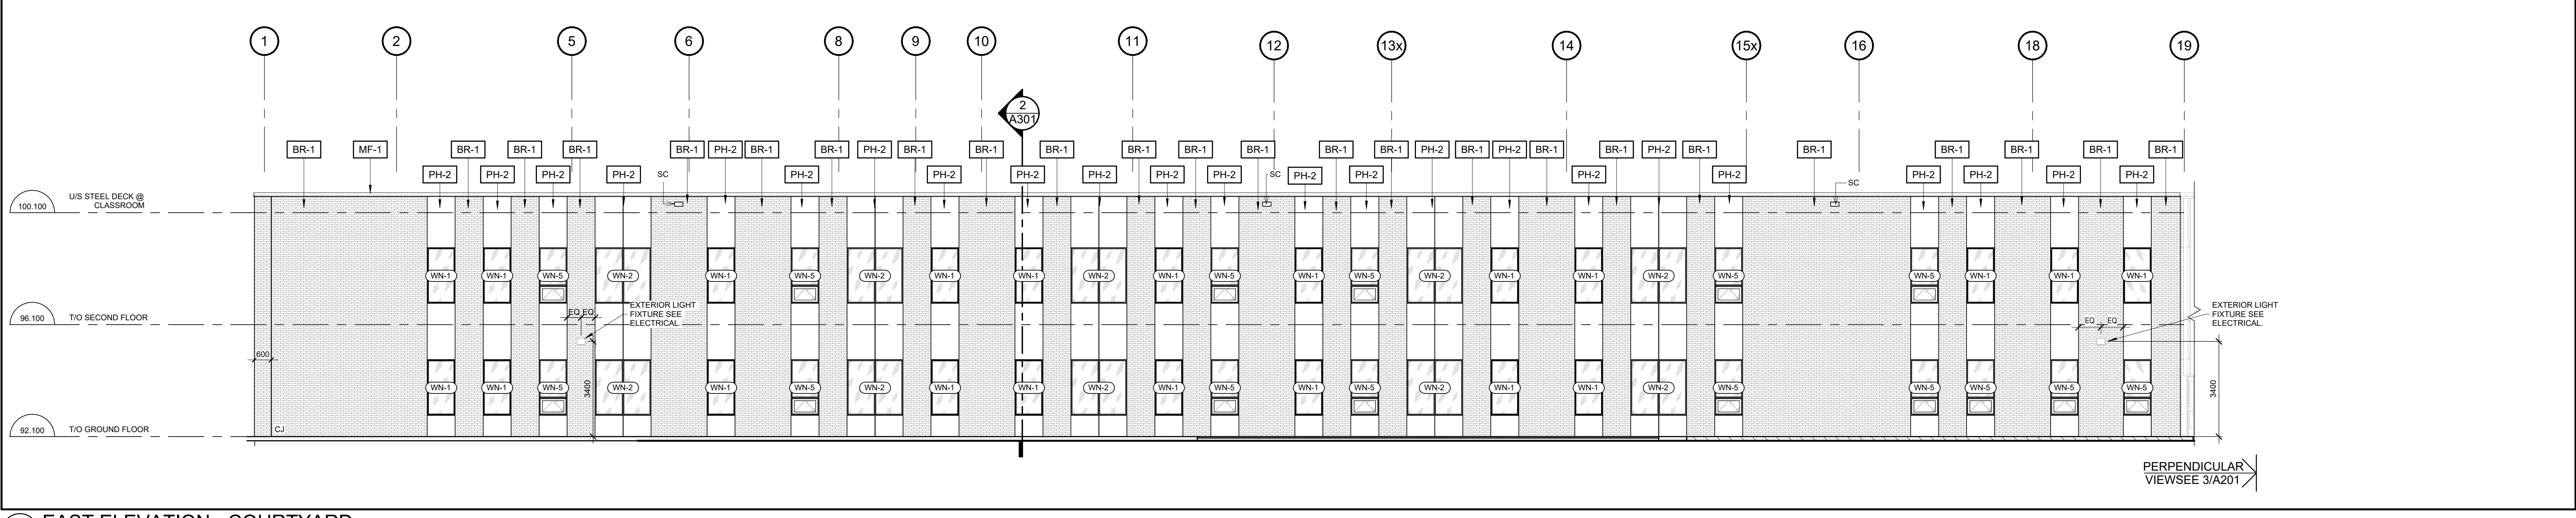 1 2 5 6 8 9 10 11 12 13x 14 15x 16 18 19
2
A301
BR-1 MF-1 BR-1 BR-1 BR-1 BR-1 PH-2 BR-1 BR-1 PH-2 BR-1 BR-1 BR-1 BR-1 BR-1 BR-1 BR-1 BR-1 PH-2 BR-1 PH-2 BR-1 BR-1 PH-2 BR-1 BR-1 BR-1 BR-1 BR-1 BR-1
PH-2 PH-2 PH-2 PH-2 SC PH-2 PH-2 PH-2 PH-2 PH-2 PH-2 SC PH-2 PH-2 PH-2 PH-2 SC PH-2 PH-2 PH-2 PH-2
U/S STEEL DECK @
CLASSROOM
100.100
WN-1 WN-1 WN-5 WN-2 WN-1 WN-5 WN-2 WN-1 WN-1 WN-2 WN-1 WN-5 WN-1 WN-5 WN-2 WN-1 WN-1 WN-2 WN-5 WN-5 WN-1 WN-1 WN-1
EXTERIOR LIGHT
FIXTURE SEE
ELECTRICAL.
EQ EQ
96.100 T/O SECOND FLOOR
EQ EQ
EXTERIOR LIGHT
FIXTURE SEE
ELECTRICAL.
600
3400
3400
WN-1 WN-1 WN-5 WN-2 WN-1 WN-5 WN-2 WN-1 WN-1 WN-2 WN-1 WN-5 WN-1 WN-5 WN-2 WN-1 WN-1 WN-2 WN-5 WN-5 WN-5 WN-5 WN-5
92.100 T/O GROUND FLOOR
CJ
PERPENDICULAR
VIEWSEE 3/A201
EAST ELEVATION - COURTYARD